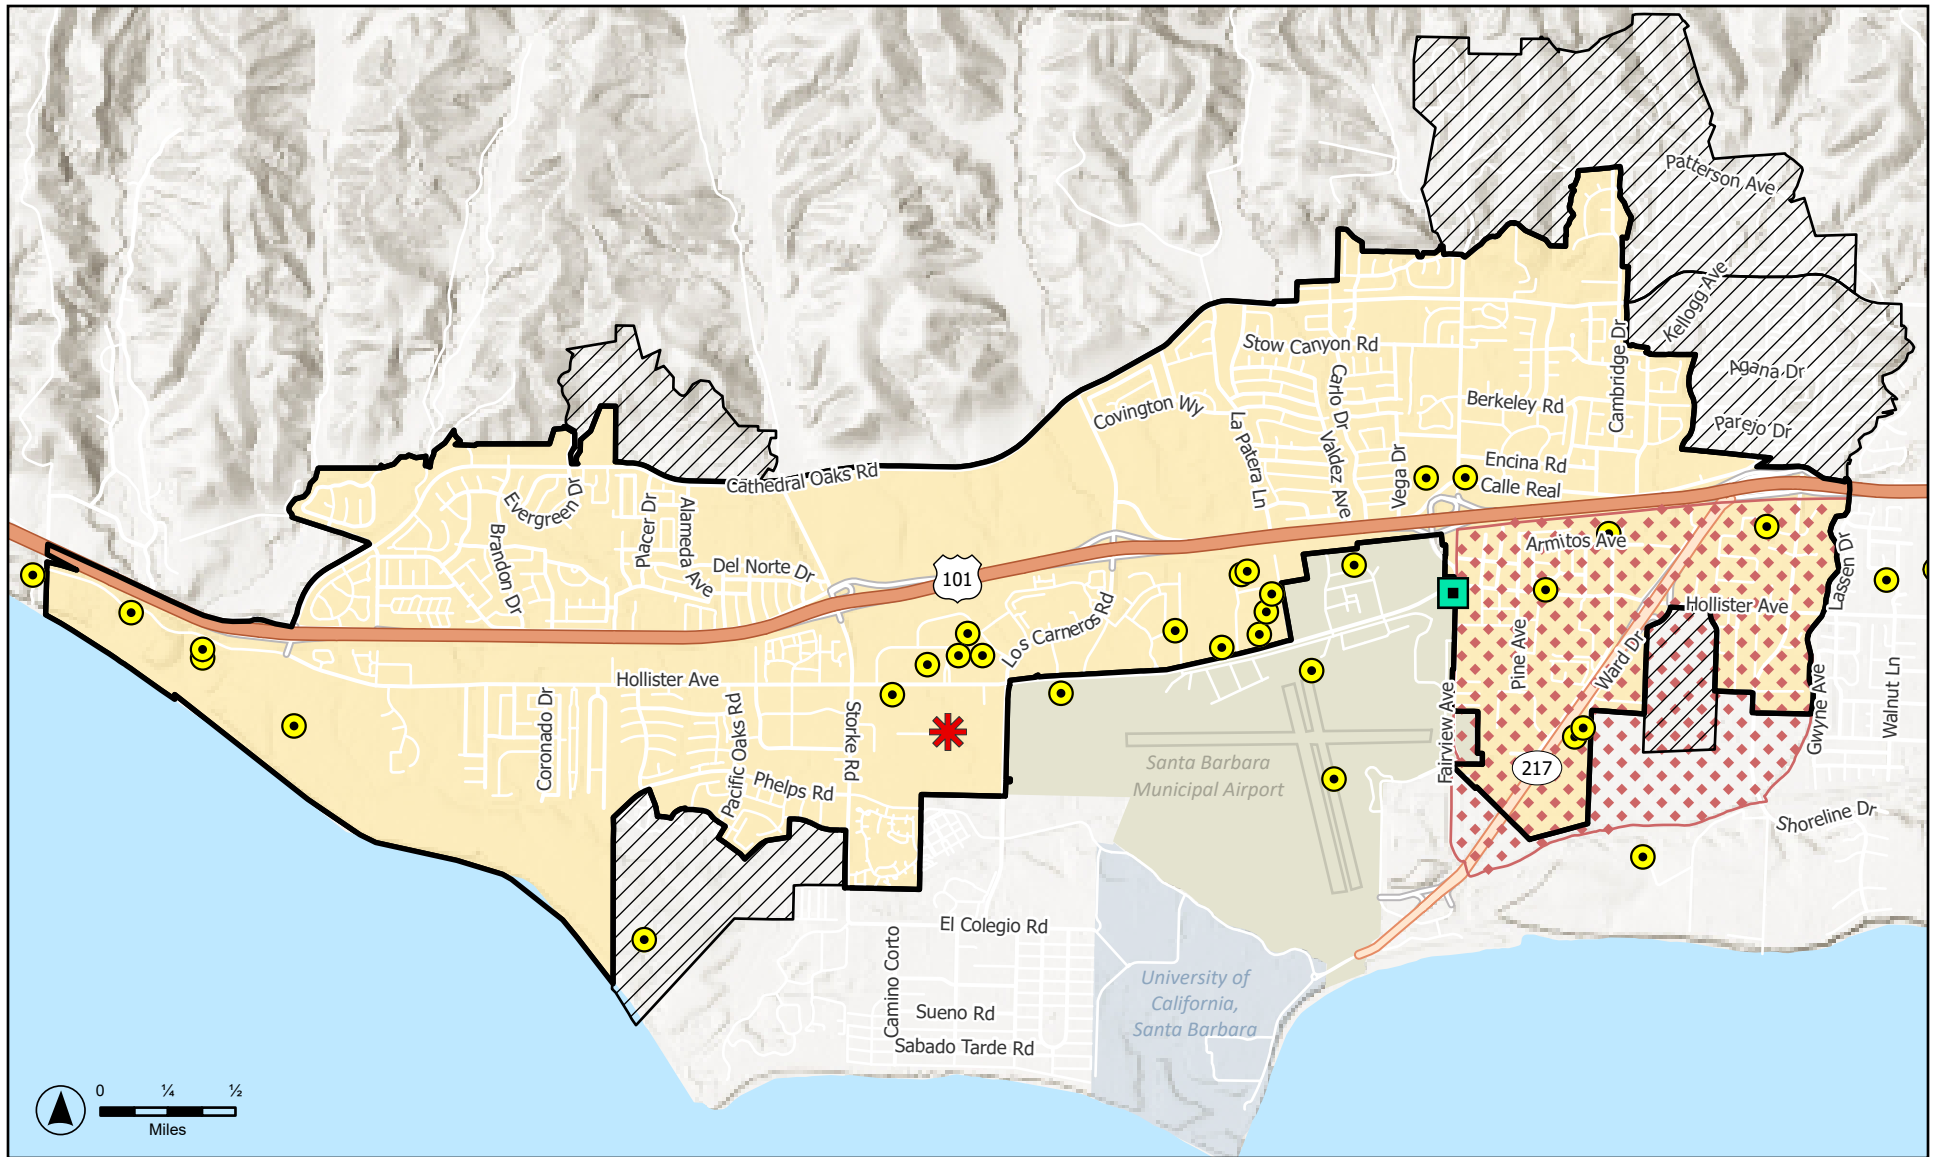 Patterson Ave
Kellogg Ave
Stow Canyon Rd
Carlo Dr
Cambridge Dr
Agana Dr
Covington Wy
Berkeley Rd
Parejo Dr
La Patera Ln
Valdez Ave
Vega Dr
Encina Rd
Calle Real
Cathedral Oaks Rd
Evergreen Dr
Placer Dr
Alameda Ave
Brandon Dr
Del Norte Dr
101
Armitos Ave
Lassen Dr
Hollister Ave
Los Carneros Rd
Pine Ave
Ward Dr
Walnut Ln
Gwyne Ave
Hollister Ave
Coronado Dr
Pacific Oaks Rd
Storke Rd
Fairview Ave
Phelps Rd
Santa Barbara
Municipal Airport
217
Shoreline Dr
El Colegio Rd
Camino Corto
University of
California,
Santa Barbara
Sueno Rd
Sabado Tarde Rd
0 ¼ ½
Miles